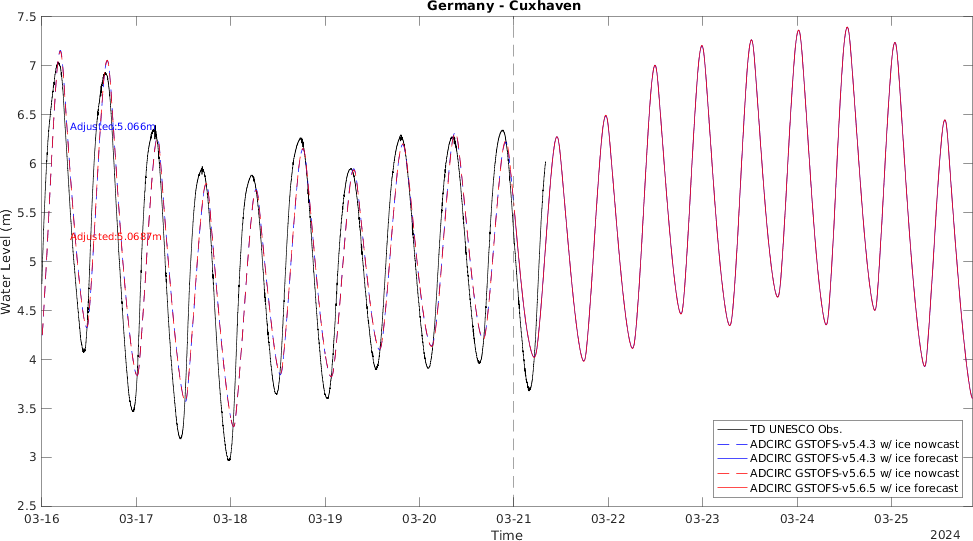 Germany - Cuxhaven
7.5
7
6.5
6
5.5
5
4.5
4
3.5
3
2.5
Water Level (m)
Adjusted:5.066m
Adjusted:5.0687m
TD UNESCO Obs.
ADCIRC GSTOFS-v5.4.3 w/ ice nowcast
ADCIRC GSTOFS-v5.4.3 w/ ice forecast
ADCIRC GSTOFS-v5.6.5 w/ ice nowcast
ADCIRC GSTOFS-v5.6.5 w/ ice forecast
03-16 03-17 03-18 03-19 03-20 03-21 03-22 03-23 03-24 03-25
Time
2024